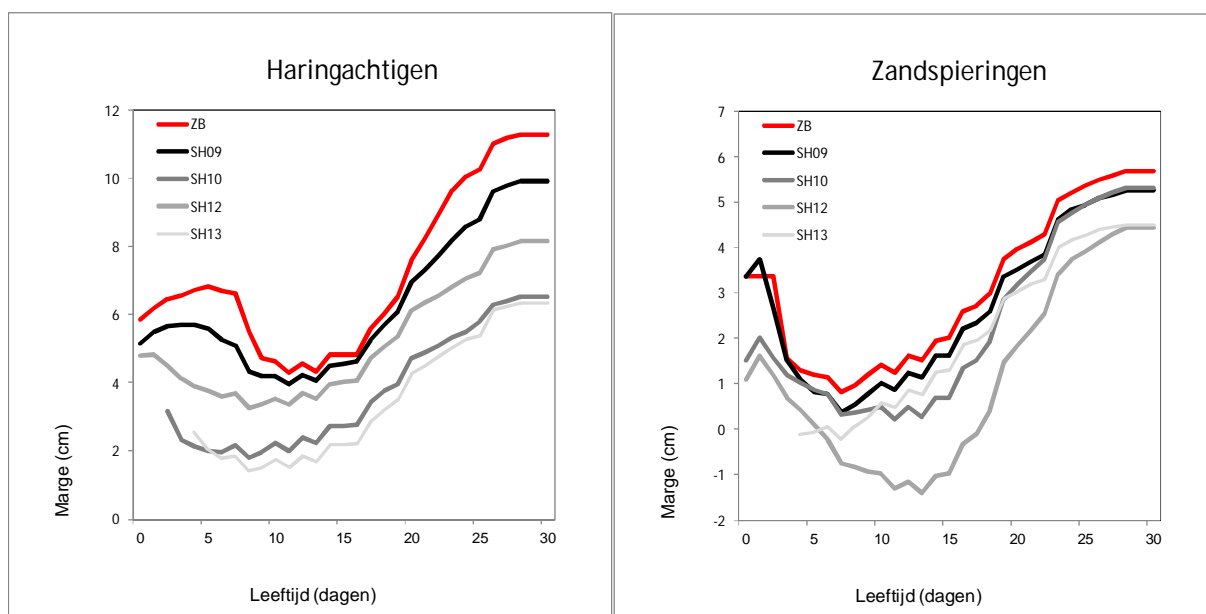 Haringachtigen
12
10
8
6
4
2
0
ZB
SH09
SH10
SH12
SH13
Marge (cm)
0 5 10 15 20 25 30
Leeftijd (dagen)
Zandspieringen
7
6
5
4
3
2
1
0
-1
-2
ZB
SH09
SH10
SH12
SH13
Marge (cm)
0 5 10 15 20 25 30
Leeftijd (dagen)